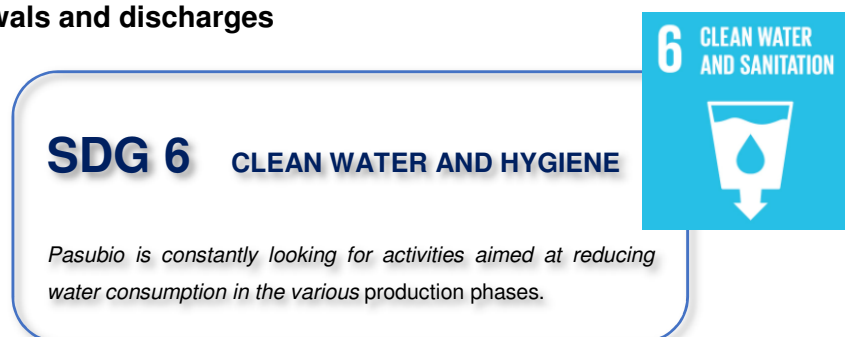 wals and discharges
6 CLEAN WATER
AND SANITATION
SDG 6 CLEAN WATER AND HYGIENE
Pasubio is constantly looking for activities aimed at reducing
water consumption in the various production phases.